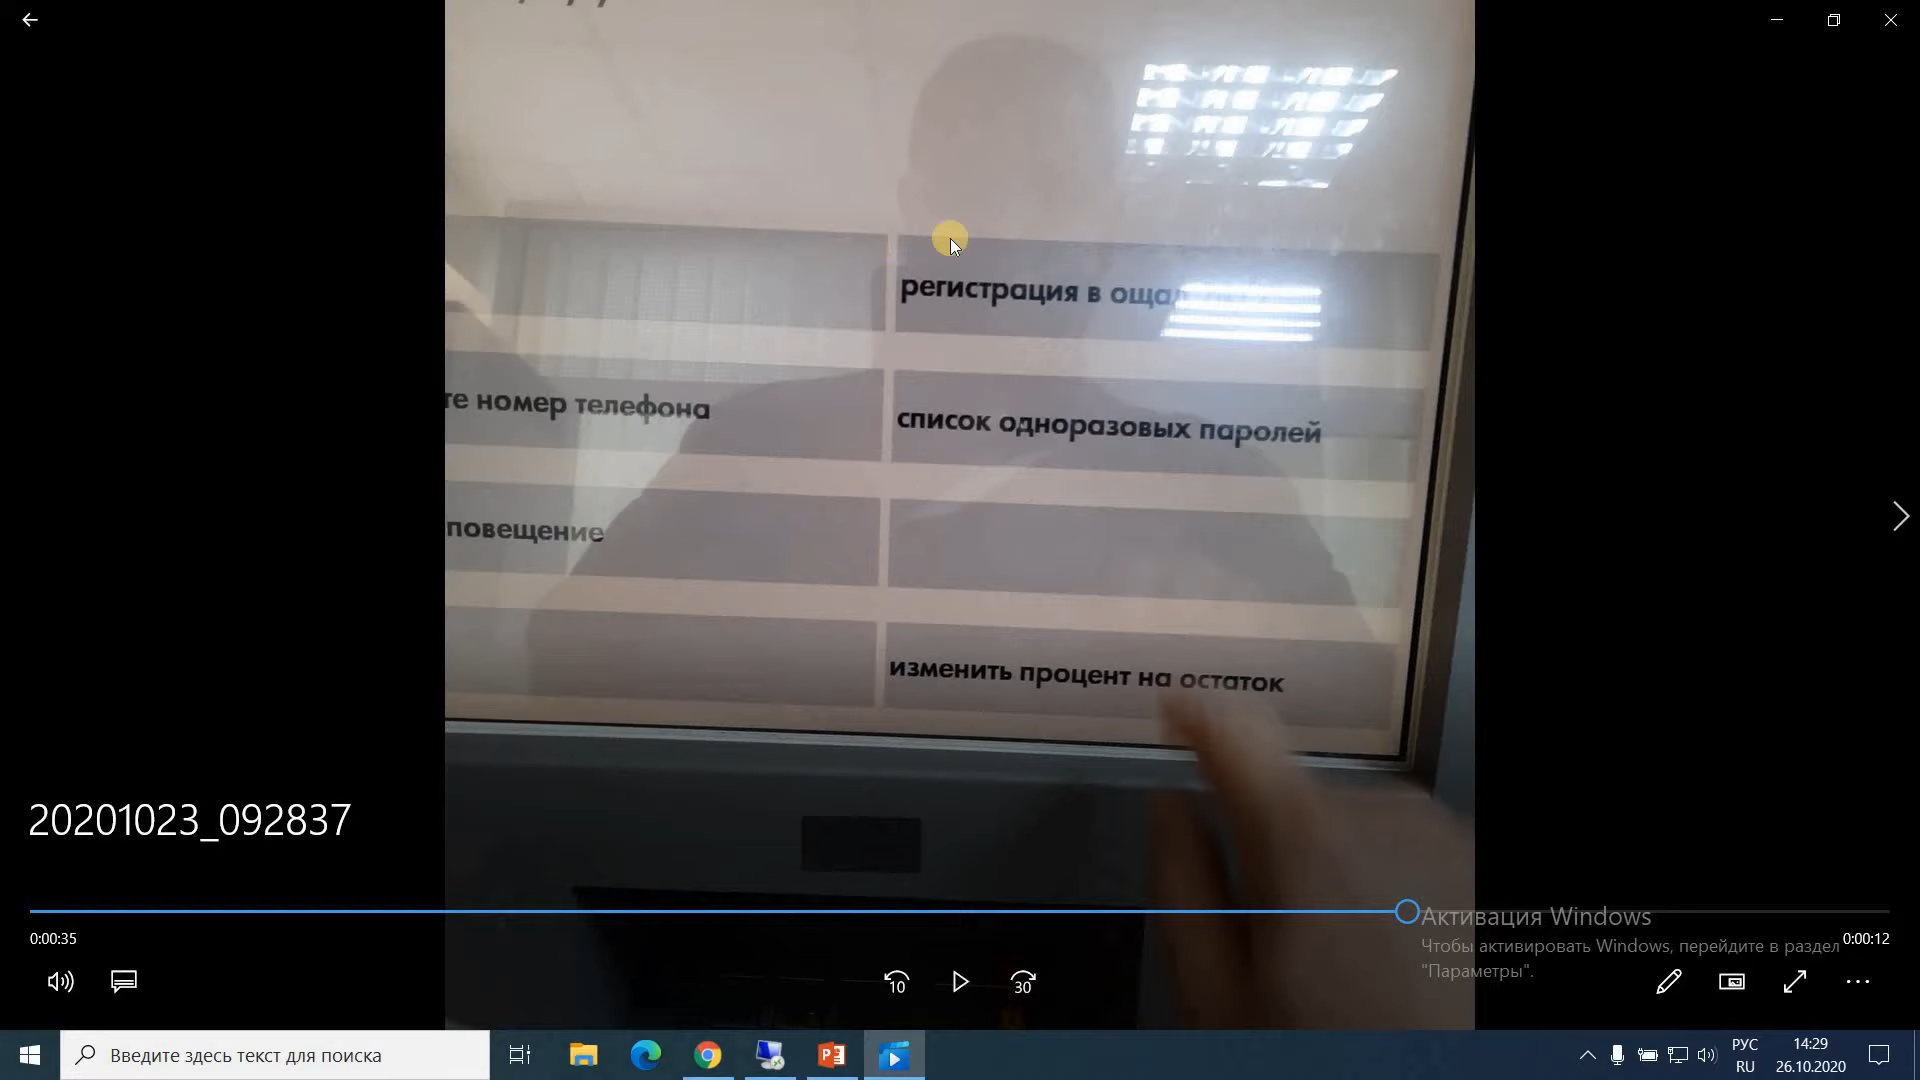 регистрация в ощад
те номер телефона
список одноразовых паролей
повещение
изменить процент на остаток
20201023_092837
Активация Windows
Чтобы активировать Windows, перейдите в раздел
"Параметры".
0:00:35
0:00:12
10
30
Введите здесь текст для поиска
РУС
RU
14:29
26.10.2020